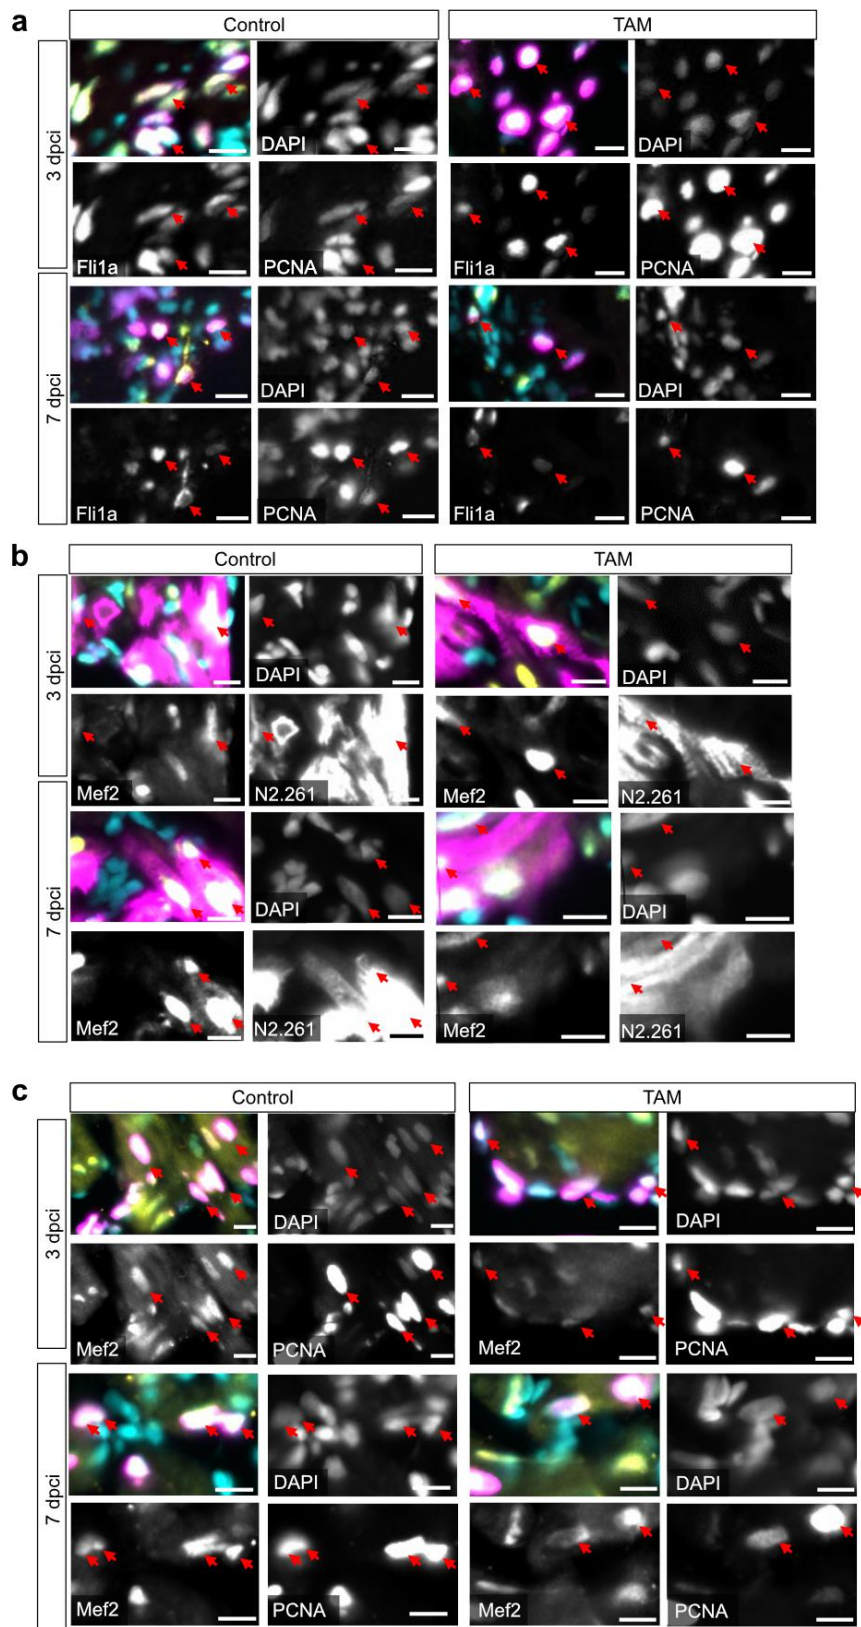 a
Control TAM
3 dpci
DAPI DAPI
Fli1a PCNA Fli1a PCNA
7 dpci
DAPI DAPI
Fli1a PCNA Fli1a PCNA
b
Control TAM
3 dpci
DAPI DAPI
Mef2 N2.261 Mef2 N2.261
7 dpci
DAPI DAPI
Mef2 N2.261 Mef2 N2.261
c
Control TAM
3 dpci
DAPI DAPI
Mef2 PCNA Mef2 PCNA
7 dpci
DAPI DAPI
Mef2 PCNA Mef2 PCNA